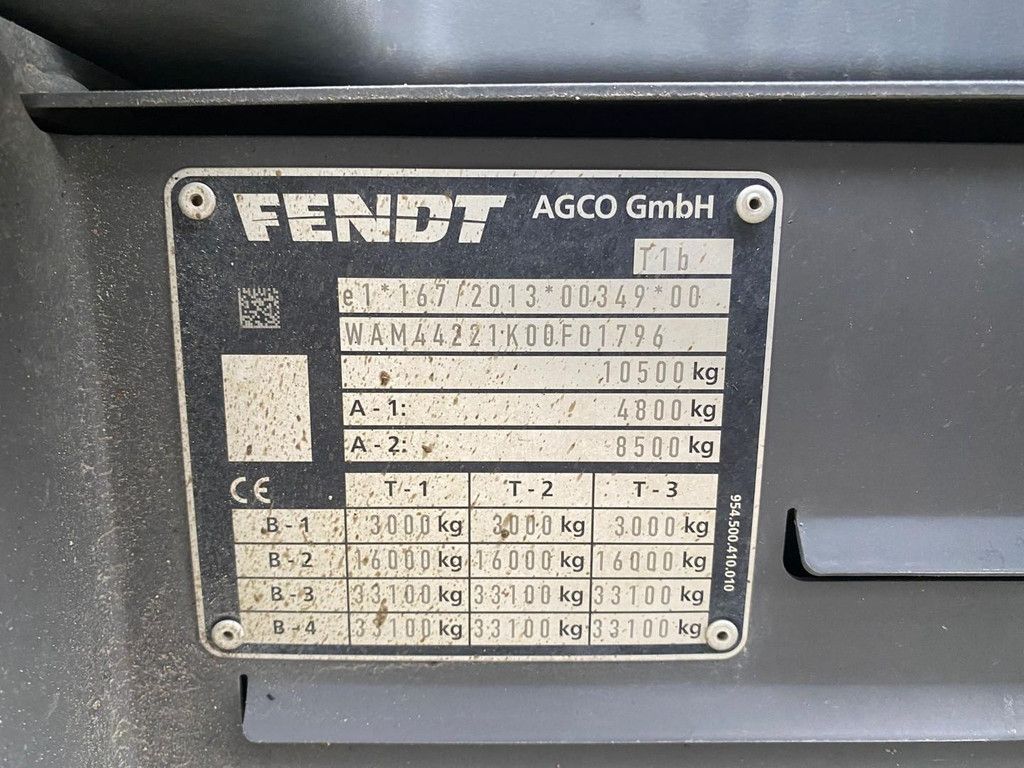 FENDT AGCO GmbH
T1b
e1*167/2013*00349*00
WAM44221K00F01796
10500 kg
A - 1: 4800 kg
A - 2: 8500 kg
CE T - 1 T - 2 T - 3
B - 1 3000 kg 3000 kg 3000 kg
B - 2 16000 kg 16000 kg 16000 kg
B - 3 33100 kg 33100 kg 33100 kg
B - 4 33100 kg 33100 kg 33100 kg
954.500.410.010